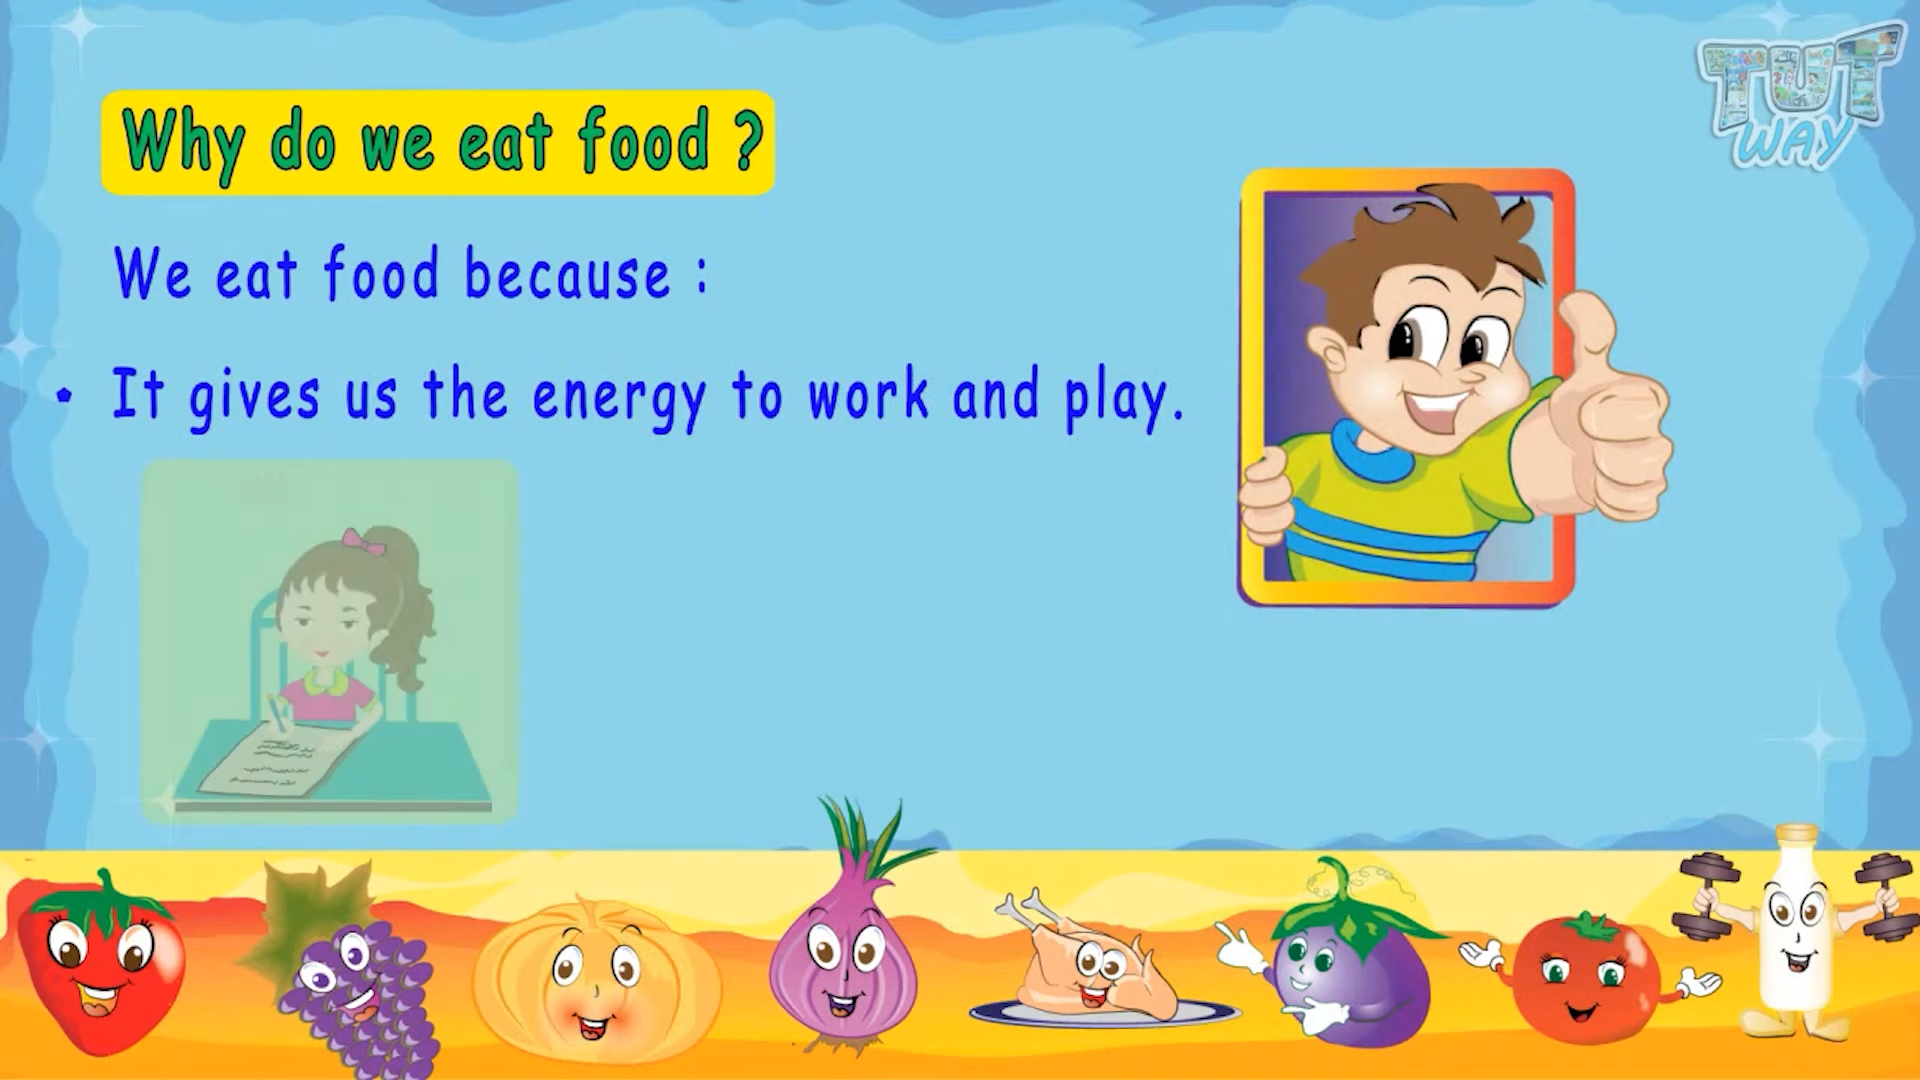 TUT
WAY
Why do we eat food ?
We eat food because :
• It gives us the energy to work and play.